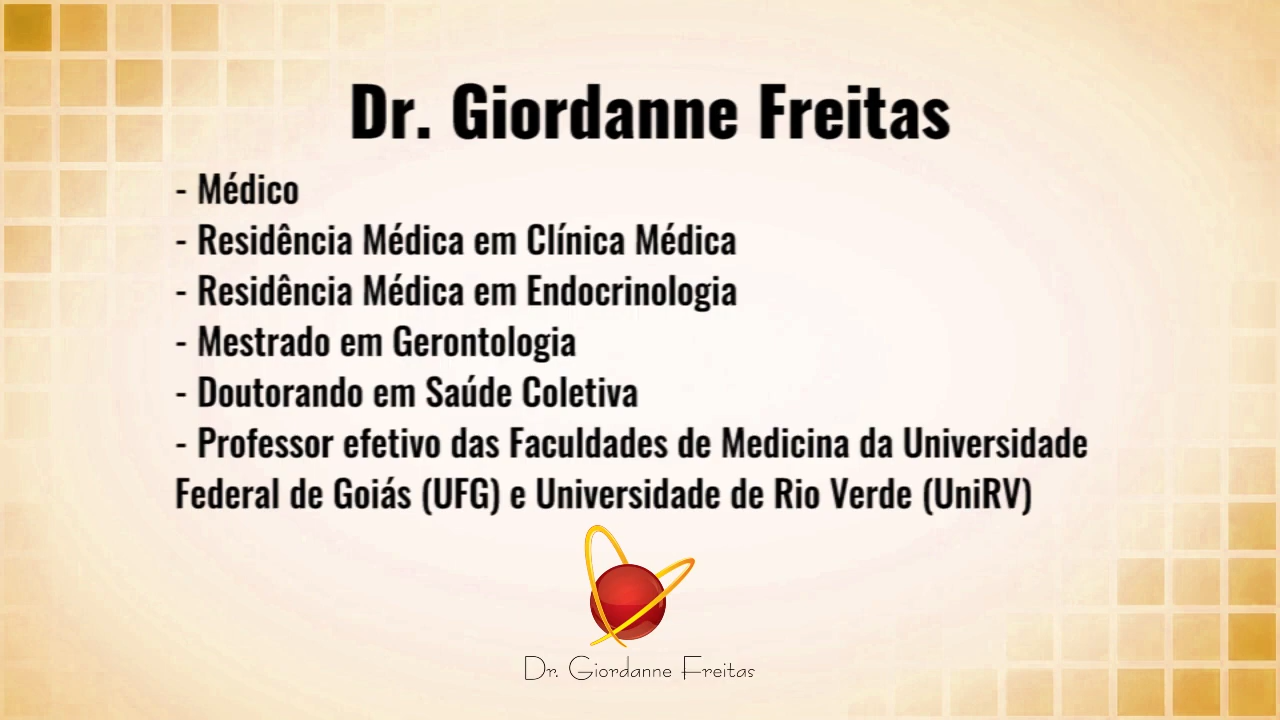 Dr. Giordanne Freitas
- Médico
- Residência Médica em Clínica Médica
- Residência Médica em Endocrinologia
- Mestrado em Gerontologia
- Doutorando em Saúde Coletiva
- Professor efetivo das Faculdades de Medicina da Universidade
Federal de Goiás (UFG) e Universidade de Rio Verde (UniRV)
Dr. Giordanne Freitas